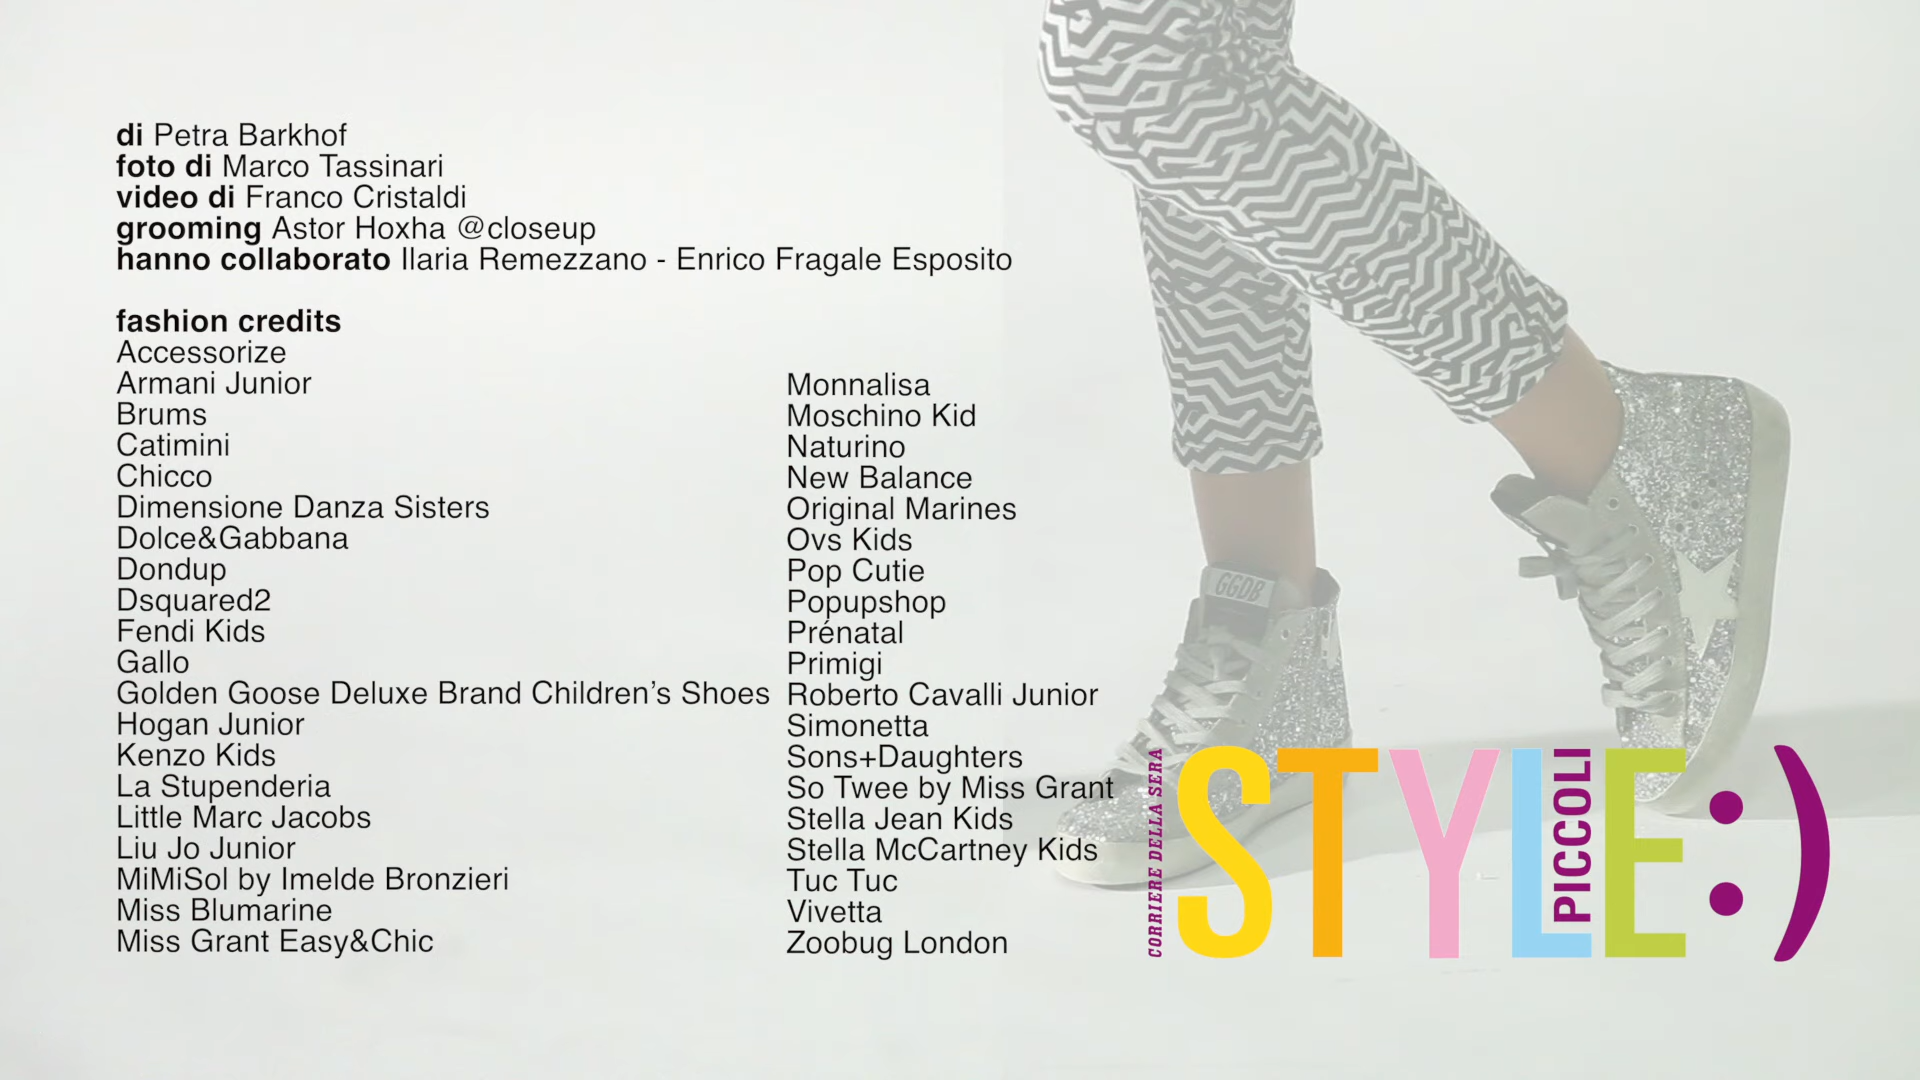 di Petra Barkhof
foto di Marco Tassinari
video di Franco Cristaldi
grooming Astor Hoxha @closeup
hanno collaborato Ilaria Remezzano - Enrico Fragale Esposito
fashion credits
Accessorize
Armani Junior
Brums
Catimini
Chicco
Dimensione Danza Sisters
Dolce&Gabbana
Dondup
Dsquared2
Fendi Kids
Gallo
Golden Goose Deluxe Brand Children’s Shoes
Hogan Junior
Kenzo Kids
La Stupenderia
Little Marc Jacobs
Liu Jo Junior
MiMiSol by Imelde Bronzieri
Miss Blumarine
Miss Grant Easy&Chic
Monnalisa
Moschino Kid
Naturino
New Balance
Original Marines
Ovs Kids
Pop Cutie
Popupshop
Prénatal
Primigi
Roberto Cavalli Junior
Simonetta
Sons+Daughters
So Twee by Miss Grant
Stella Jean Kids
Stella McCartney Kids
Tuc Tuc
Vivetta
Zoobug London
GGDB
CORRIERE DELLA SERA
STYLE:)
PICCOLI